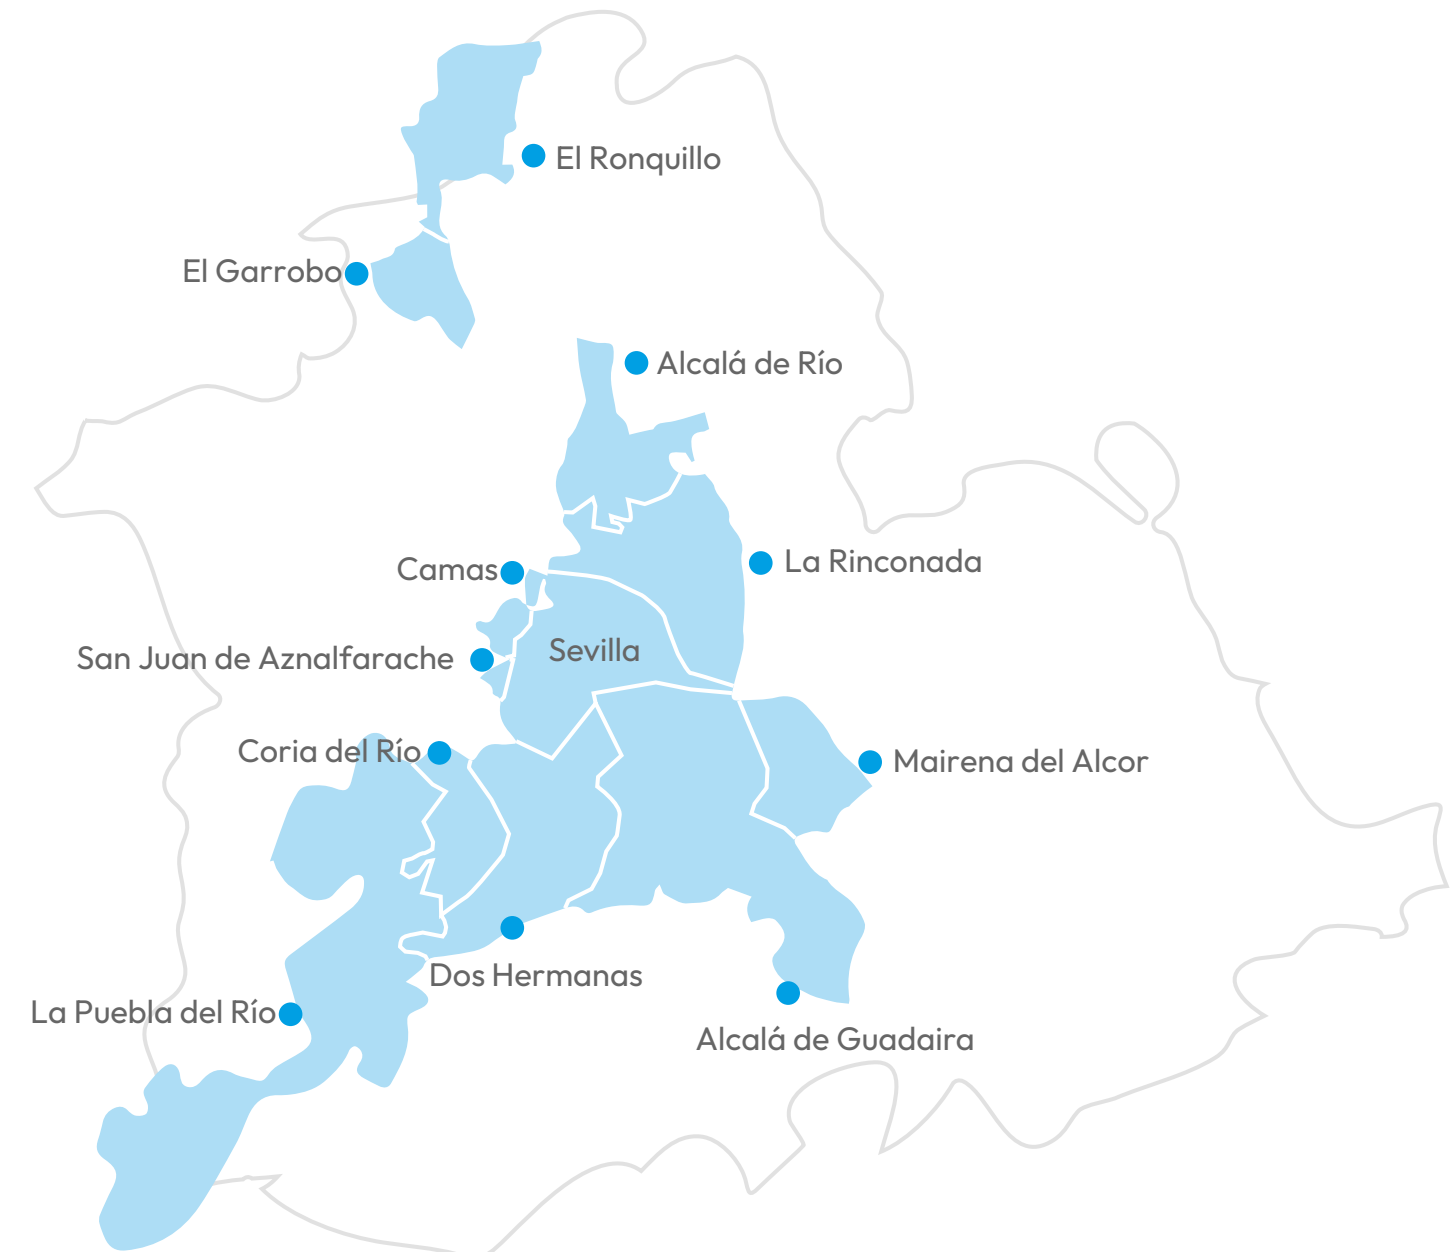 El Ronquillo
El Garrobo
Alcalá de Río
La Rinconada
Camas
Sevilla
San Juan de Aznalfarache
Coria del Río
Mairena del Alcor
Dos Hermanas
La Puebla del Río
Alcalá de Guadaira